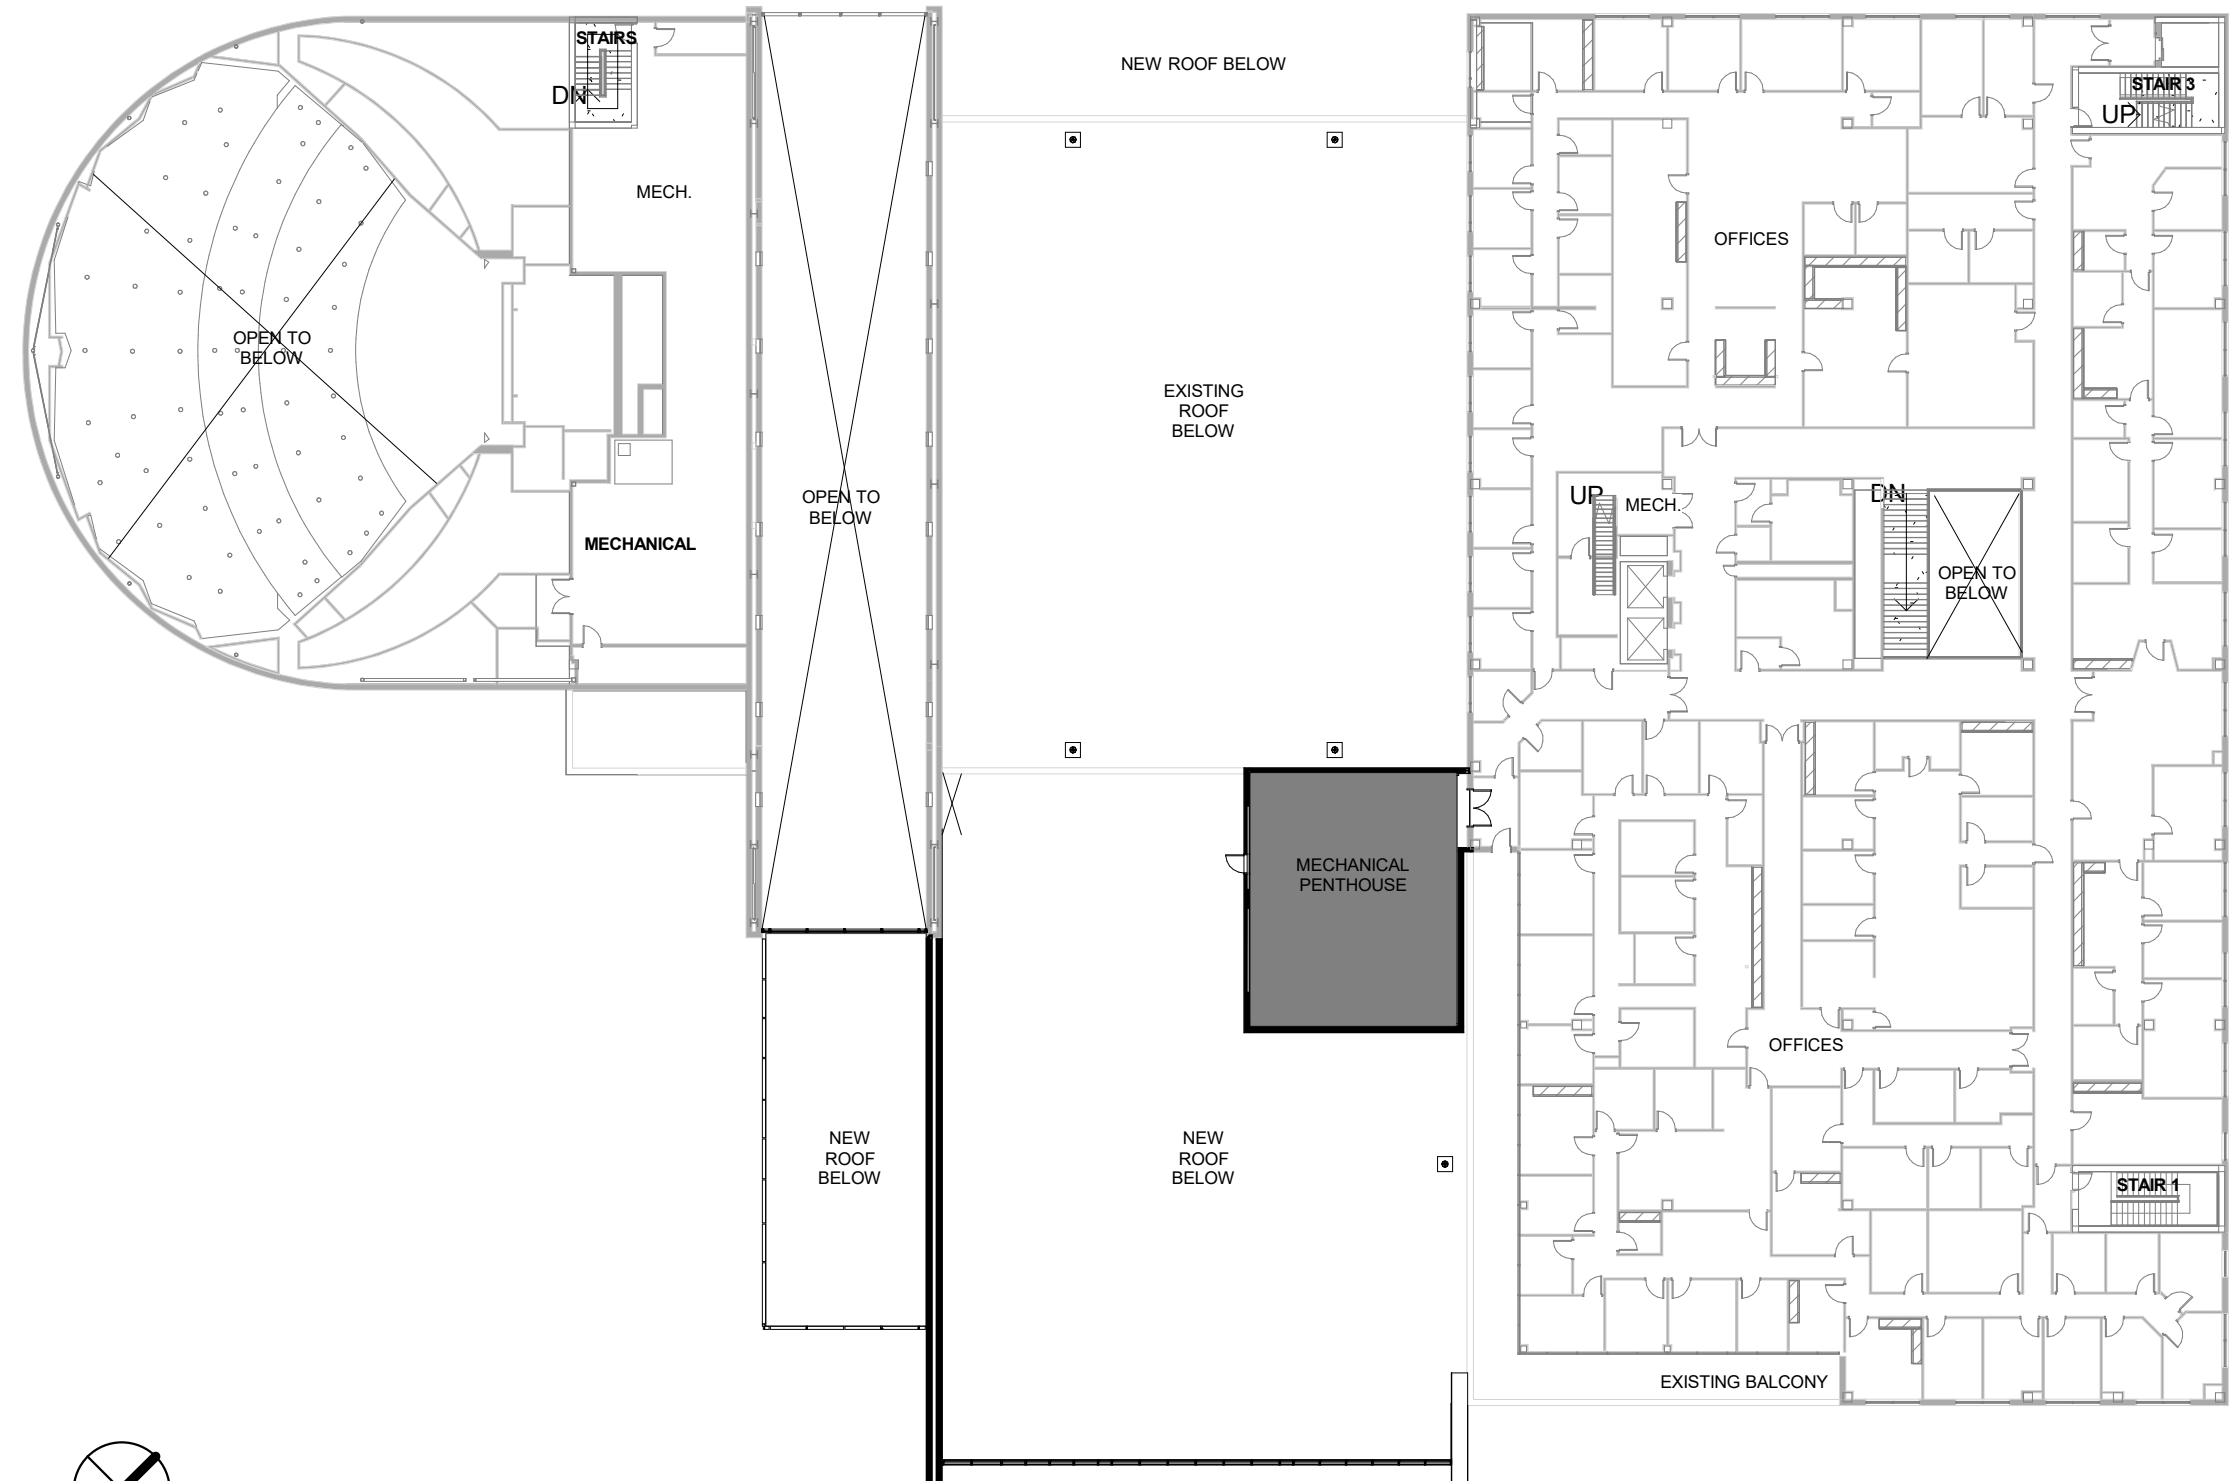 STAIRS
DN
NEW ROOF BELOW
STAIR 3
UP
MECH.
OFFICES
OPEN TO
BELOW
EXISTING
ROOF
BELOW
OPEN TO
BELOW
UP
MECH.
DN
MECHANICAL
OPEN TO
BELOW
MECHANICAL
PENTHOUSE
OFFICES
NEW
ROOF
BELOW
NEW
ROOF
BELOW
STAIR 1
EXISTING BALCONY